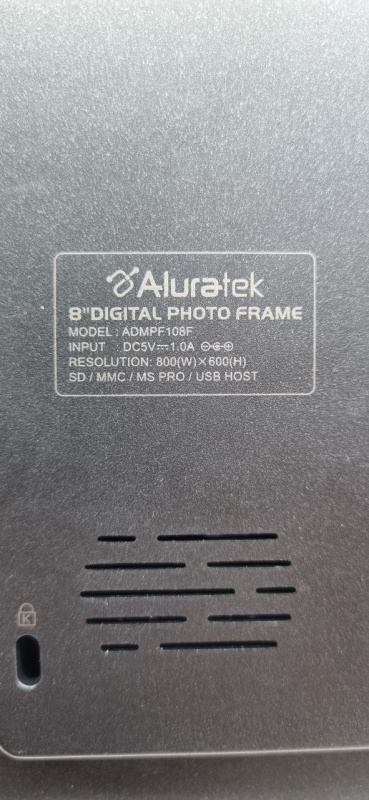 Aluratek
8"DIGITAL PHOTO FRAME
MODEL : ADMPF108F
INPUT DC5V⎓1.0A
RESOLUTION: 800(W)×600(H)
SD / MMC / MS PRO / USB HOST
K